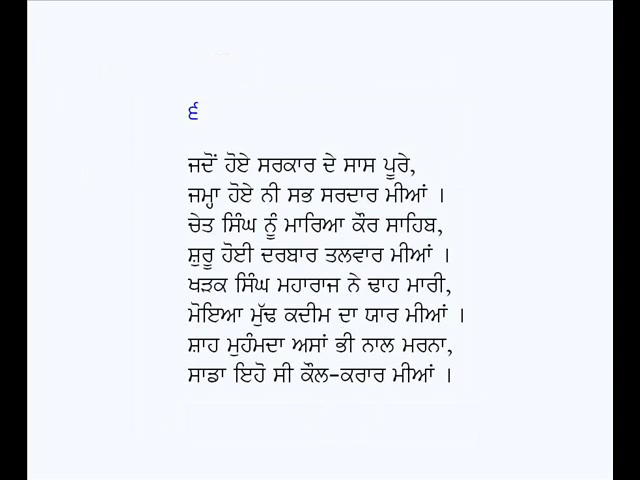 ੬
ਜਦੋਂ ਹੋਏ ਸਰਕਾਰ ਦੇ ਸਾਸ ਪੂਰੇ,
ਜਮ੍ਹਾ ਹੋਏ ਨੀ ਸਭ ਸਰਦਾਰ ਮੀਆਂ ।
ਚੇਤ ਸਿੰਘ ਨੂੰ ਮਾਰਿਆ ਕੌਰ ਸਾਹਿਬ,
ਸ਼ੁਰੂ ਹੋਈ ਦਰਬਾਰ ਤਲਵਾਰ ਮੀਆਂ ।
ਖੜਕ ਸਿੰਘ ਮਹਾਰਾਜ ਨੇ ਢਾਹ ਮਾਰੀ,
ਮੋਇਆ ਮੁੱਢ ਕਦੀਮ ਦਾ ਯਾਰ ਮੀਆਂ ।
ਸ਼ਾਹ ਮੁਹੰਮਦਾ ਅਸਾਂ ਭੀ ਨਾਲ ਮਰਨਾ,
ਸਾਡਾ ਇਹੋ ਸੀ ਕੌਲ-ਕਰਾਰ ਮੀਆਂ ।